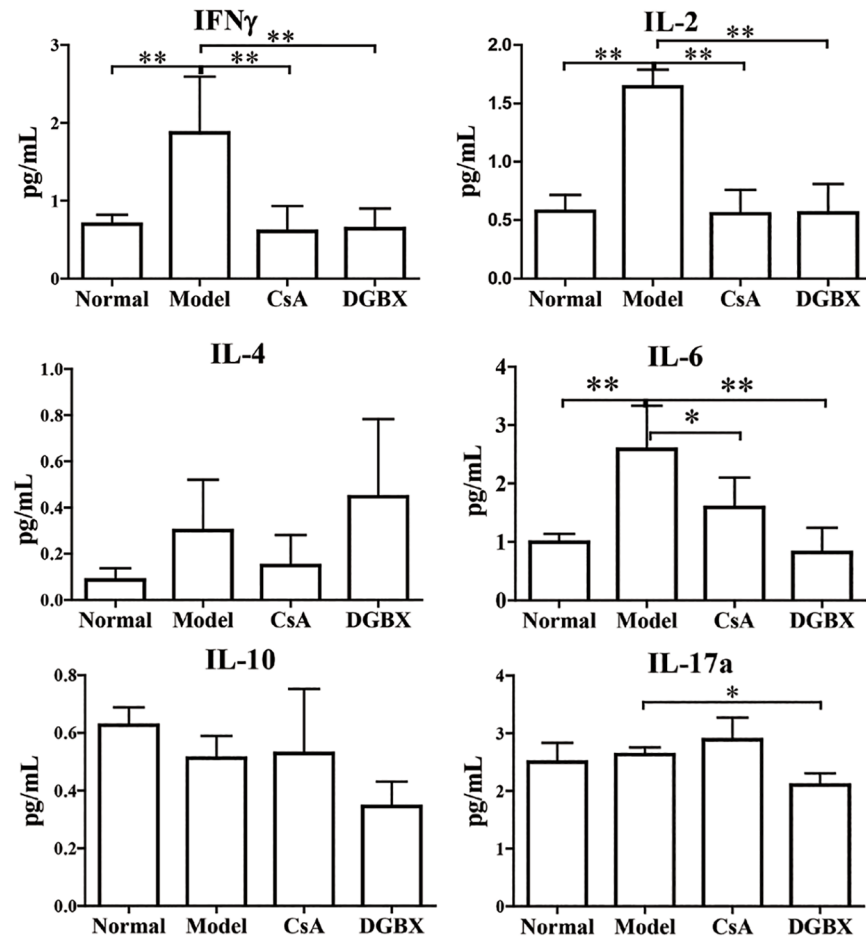 IFNγ
3
2
1
0
pg/mL
**
**
**
Normal Model CsA DGBX
IL-2
2.0
1.5
1.0
0.5
0.0
pg/mL
**
**
**
Normal Model CsA DGBX
IL-4
1.0
0.8
0.6
0.4
0.2
0.0
pg/mL
Normal Model CsA DGBX
IL-6
4
3
2
1
0
pg/mL
**
**
*
Normal Model CsA DGBX
IL-10
0.8
0.6
0.4
0.2
0.0
pg/mL
Normal Model CsA DGBX
IL-17a
4
3
2
1
0
pg/mL
*
Normal Model CsA DGBX